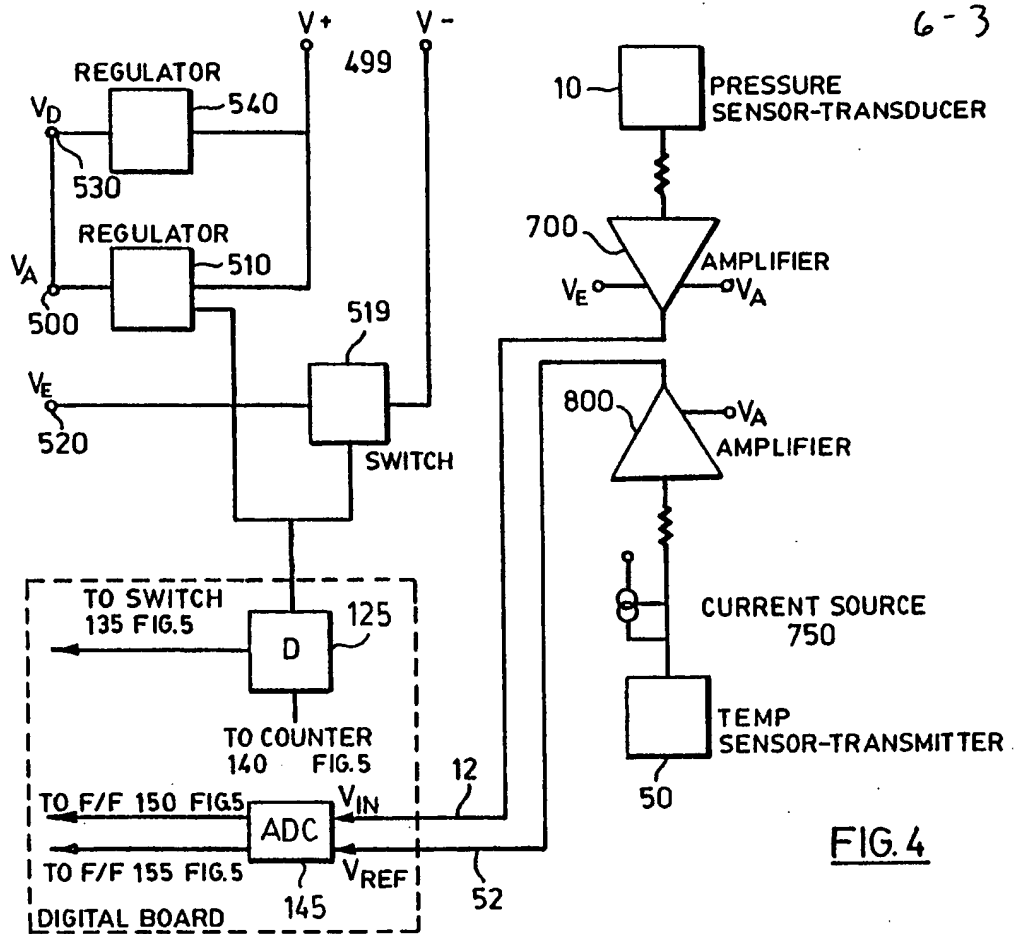 6-3
V+
V-
499
REGULATOR
540
VD
530
REGULATOR
510
VA
500
519
VE
520
SWITCH
10
PRESSURE
SENSOR-TRANSDUCER
700
AMPLIFIER
VE
VA
800
VA
AMPLIFIER
CURRENT SOURCE
750
TEMP
SENSOR-TRANSMITTER
50
TO SWITCH
135 FIG.5
125
D
TO COUNTER
140 FIG.5
TO F/F 150 FIG.5
ADC
VIN
12
TO F/F 155 FIG.5
VREF
52
145
DIGITAL BOARD
FIG. 4